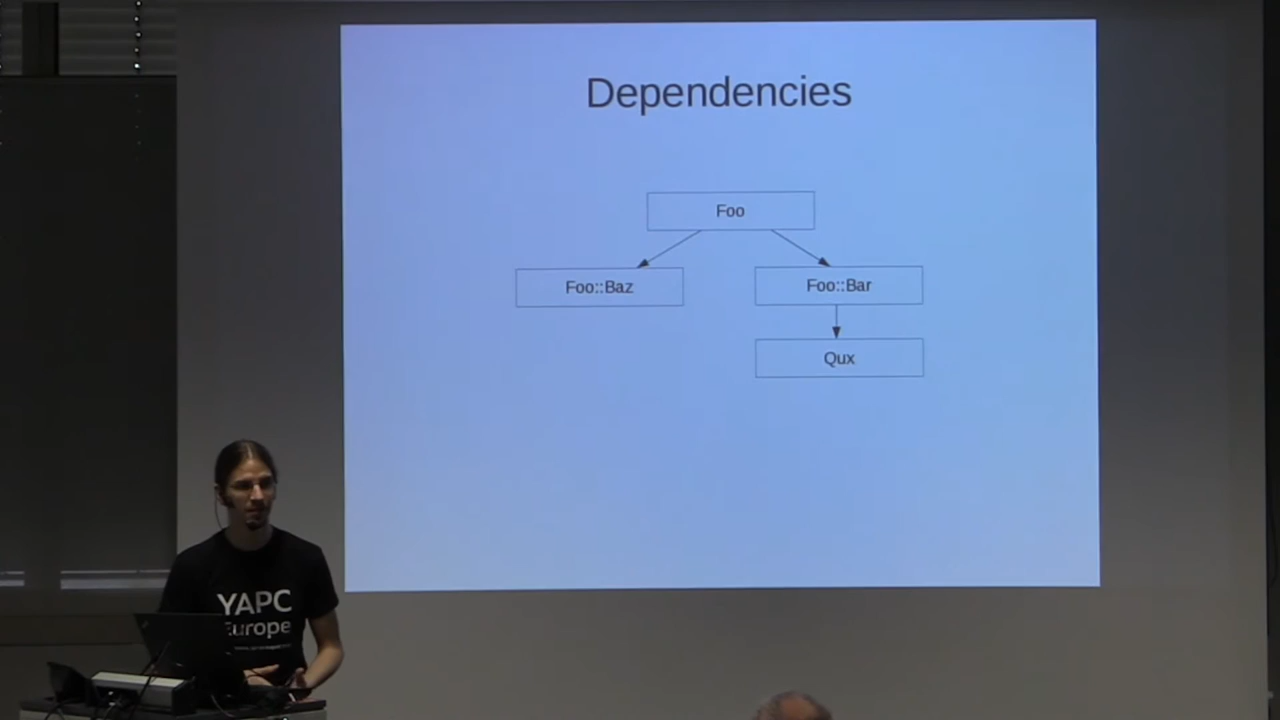 Dependencies
Foo
Foo::Baz
Foo::Bar
Qux
YAPC
Europe